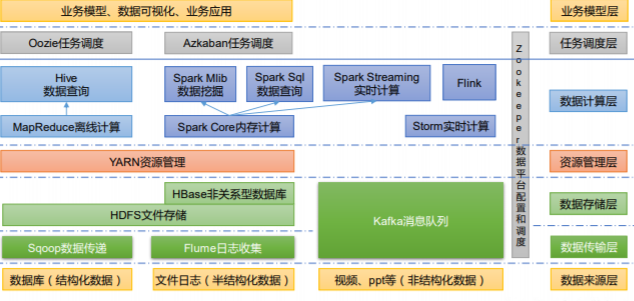 业务模型、数据可视化、业务应用
业务模型层
Oozie任务调度
Azkaban任务调度
任务调度层
Hive
数据查询
Spark Mlib
数据挖掘
Spark Sql
数据查询
Spark Streaming
实时计算
Flink
数据计算层
MapReduce离线计算
Spark Core内存计算
Storm实时计算
Zookeeper数据平台配置和调度
YARN资源管理
资源管理层
HBase非关系型数据库
HDFS文件存储
Kafka消息队列
数据存储层
Sqoop数据传递
Flume日志收集
数据传输层
数据库（结构化数据）
文件日志（半结构化数据）
视频、ppt等（非结构化数据）
数据来源层